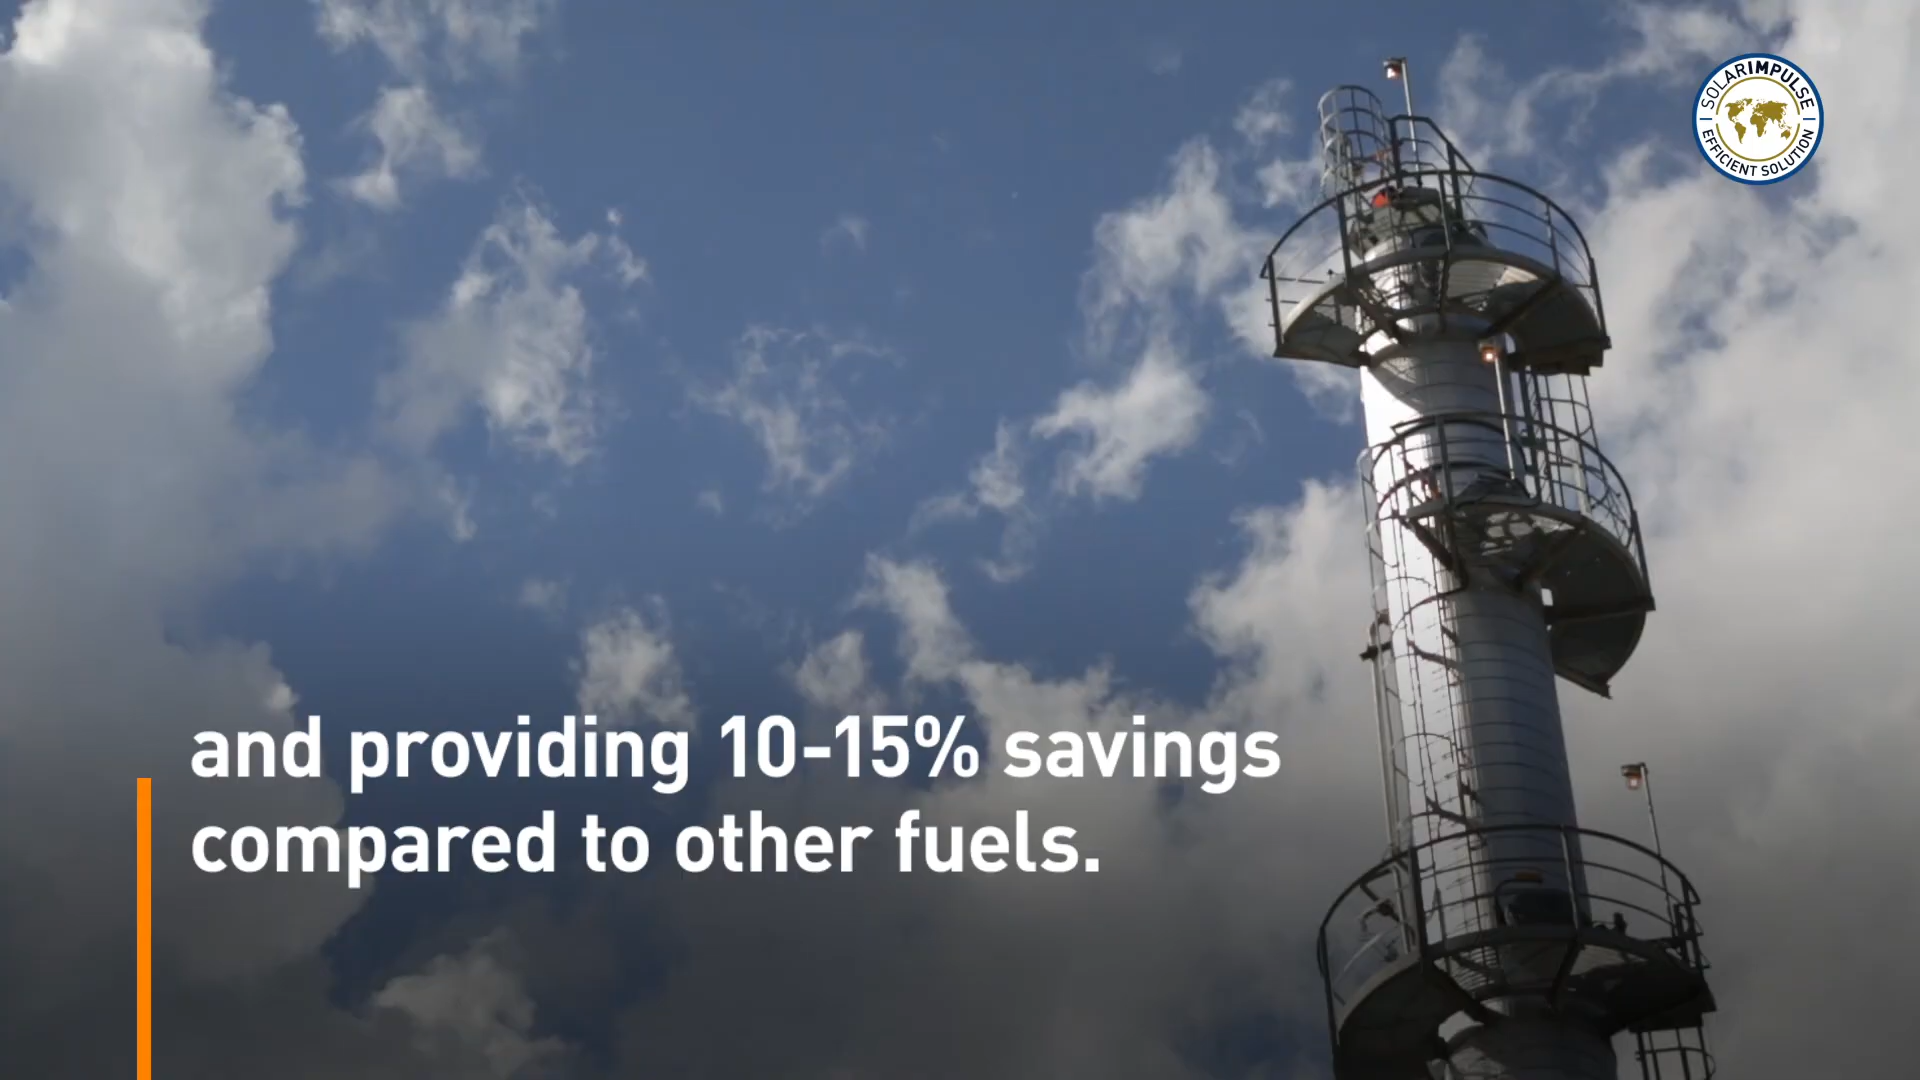 SOLARIMPULSE
EFFICIENT SOLUTION
and providing 10-15% savings
compared to other fuels.